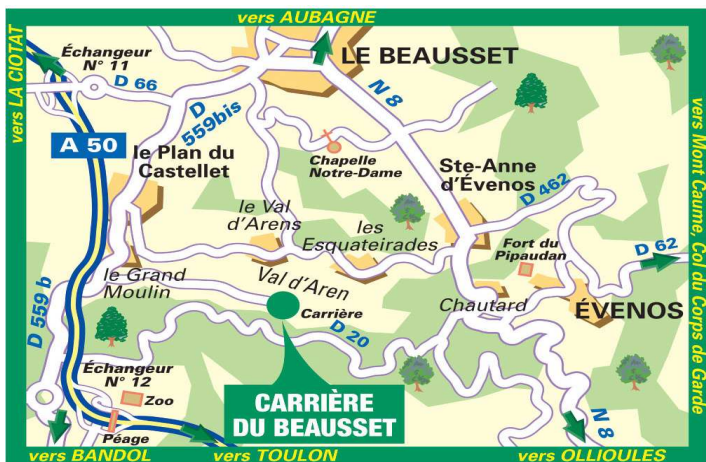 vers AUBAGNE
vers LA CIOTAT
Échangeur
N° 11
D 66
D
559bis
LE BEAUSSET
N 8
A 50
le Plan du
Castellet
Chapelle
Notre-Dame
Ste-Anne
d'Évenos
D 462
le Val
d'Arens
les
Esquateirades
Fort du
Pipaudan
D 62
vers Mont Caume, Col du Corps de Garde
le Grand
Moulin
Val d'Aren
Carrière
Chautard
ÉVENOS
D 559 b
D 20
Échangeur
N° 12
Zoo
Péage
CARRIÈRE
DU BEAUSSET
N 8
vers BANDOL
vers TOULON
vers OLLIOULES